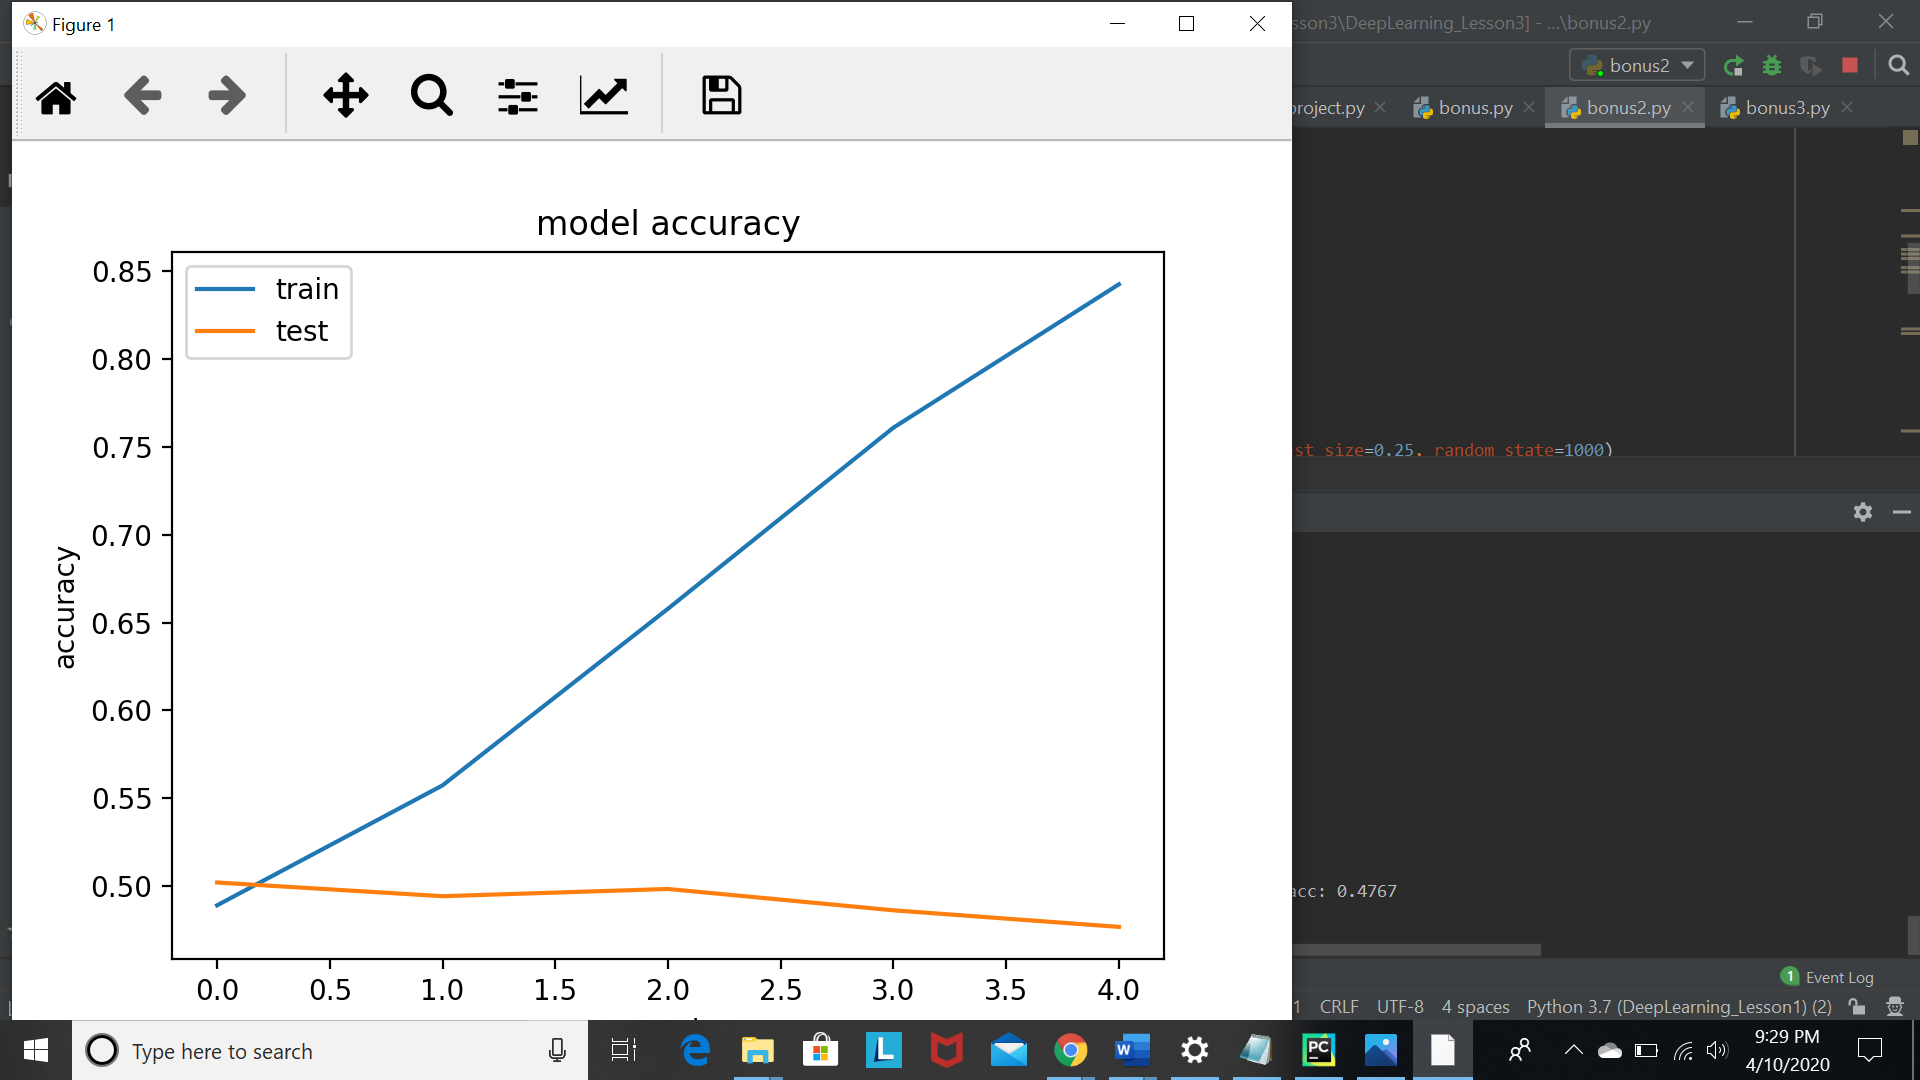 Figure 1
sson3\DeepLearning_Lesson3] - ...\bonus2.py
bonus2
project.py
bonus.py
bonus2.py
bonus3.py
model accuracy
train
test
0.85
0.80
0.75
0.70
0.65
0.60
0.55
0.50
accuracy
0.0 0.5 1.0 1.5 2.0 2.5 3.0 3.5 4.0
st_size=0.25, random_state=1000)
acc: 0.4767
1 Event Log
1 CRLF UTF-8 4 spaces Python 3.7 (DeepLearning_Lesson1) (2)
Type here to search
e
L
W
PC
9:29 PM
4/10/2020